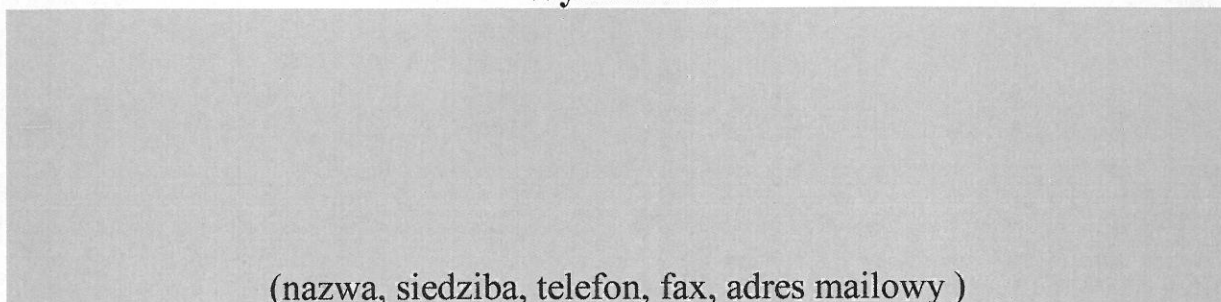 (nazwa, siedziba, telefon, fax, adres mailowy )